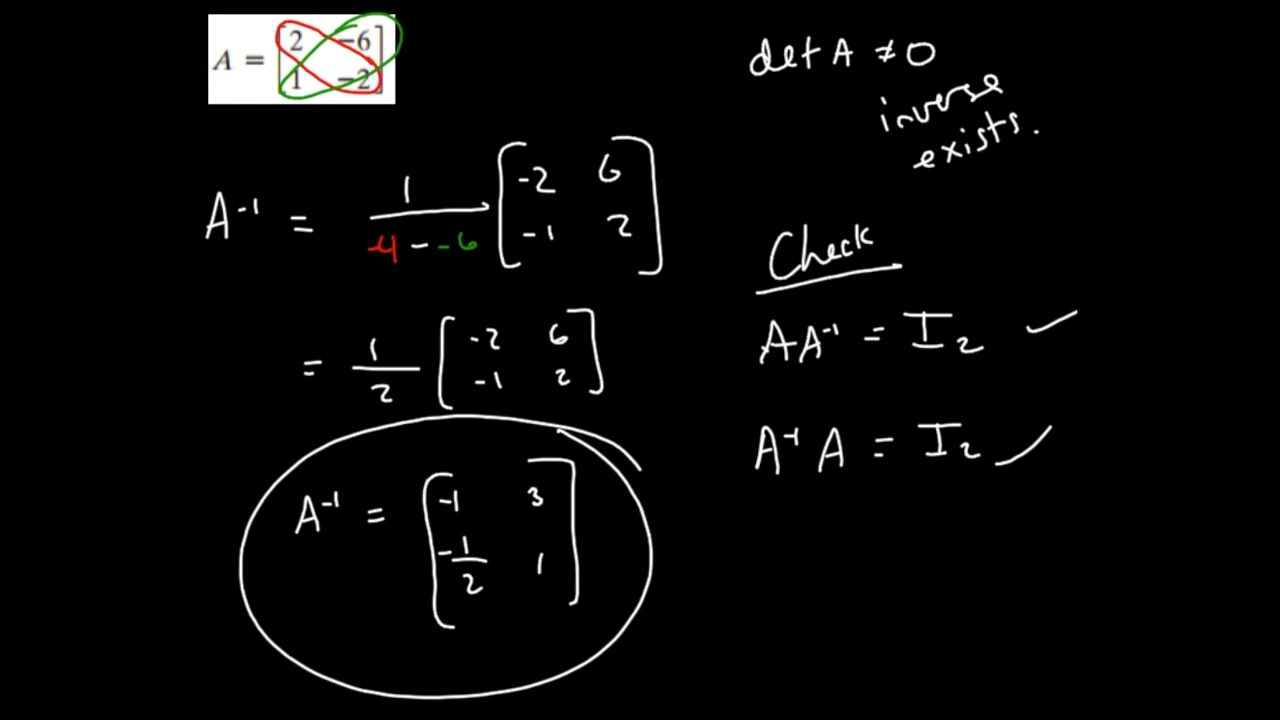 A = [2 -6
1 -2]
det A ≠ 0
inverse
exists.
A⁻¹ = 1/(-4 - -6) [-2 6
-1 2]
= 1/2 [-2 6
-1 2]
A⁻¹ = [-1 3
-1/2 1]
Check
AA⁻¹ = I₂ ✓
A⁻¹A = I₂ ✓